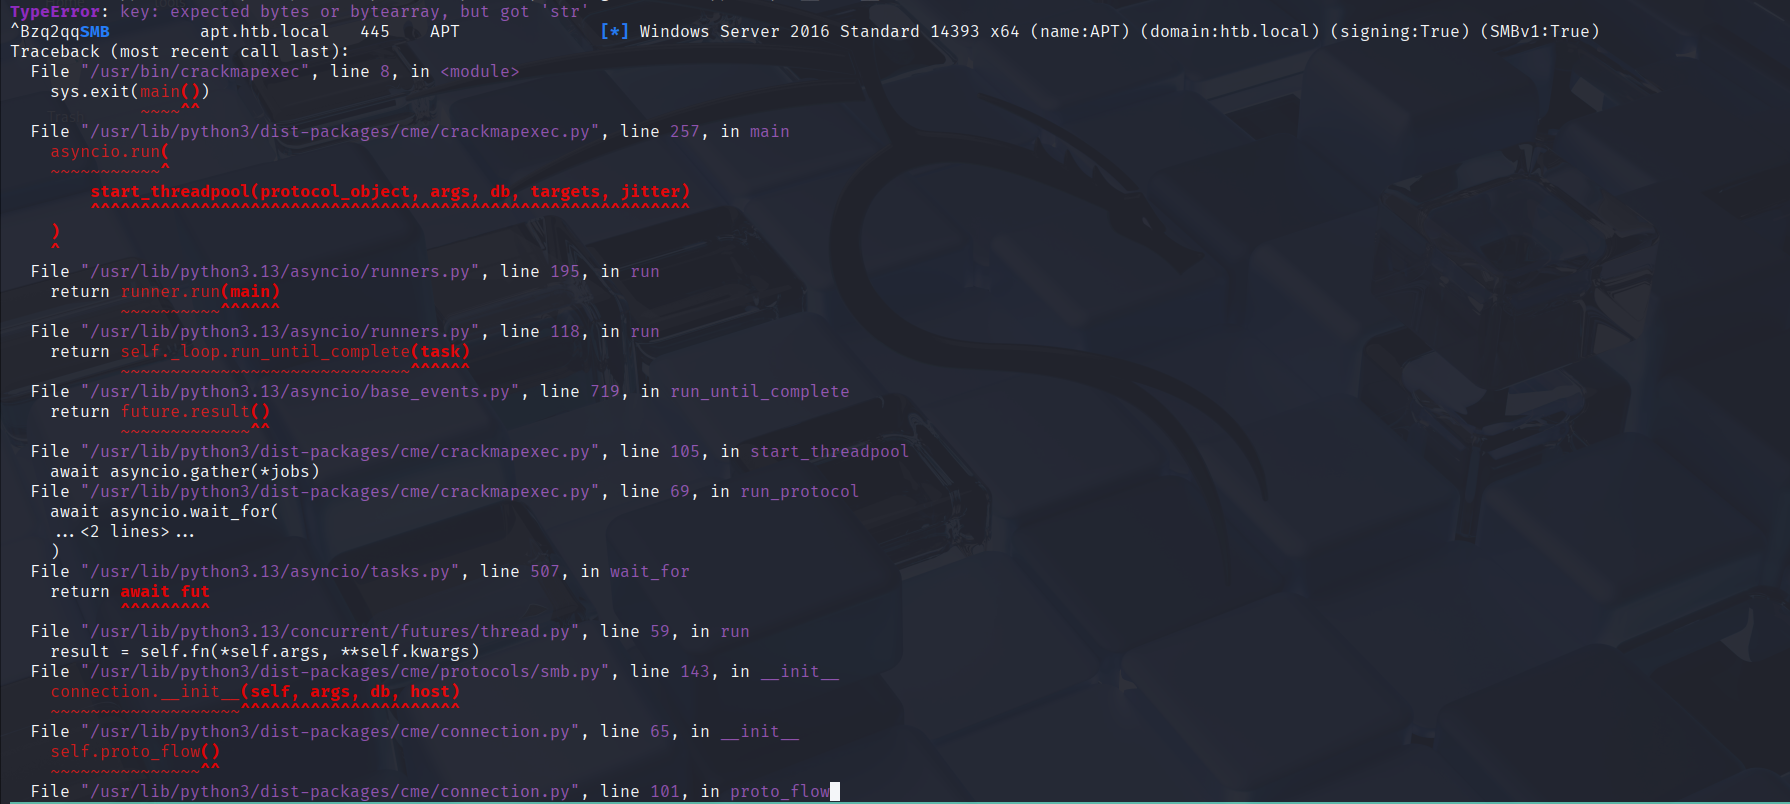 TypeError: key: expected bytes or bytearray, but got 'str'
^Bzq2qqSMB         apt.htb.local   445    APT              [*] Windows Server 2016 Standard 14393 x64 (name:APT) (domain:htb.local) (signing:True) (SMBv1:True)
Traceback (most recent call last):
  File "/usr/bin/crackmapexec", line 8, in <module>
    sys.exit(main())
             ~~~~^^
  File "/usr/lib/python3/dist-packages/cme/crackmapexec.py", line 257, in main
    asyncio.run(
    ~~~~~~~~~~~^
        start_threadpool(protocol_object, args, db, targets, jitter)
        ^^^^^^^^^^^^^^^^^^^^^^^^^^^^^^^^^^^^^^^^^^^^^^^^^^^^^^^^^^^^
    )
    ^
  File "/usr/lib/python3.13/asyncio/runners.py", line 195, in run
    return runner.run(main)
           ~~~~~~~~~~^^^^^^
  File "/usr/lib/python3.13/asyncio/runners.py", line 118, in run
    return self._loop.run_until_complete(task)
           ~~~~~~~~~~~~~~~~~~~~~~~~~~~~~^^^^^^
  File "/usr/lib/python3.13/asyncio/base_events.py", line 719, in run_until_complete
    return future.result()
           ~~~~~~~~~~~~~^^
  File "/usr/lib/python3/dist-packages/cme/crackmapexec.py", line 105, in start_threadpool
    await asyncio.gather(*jobs)
  File "/usr/lib/python3/dist-packages/cme/crackmapexec.py", line 69, in run_protocol
    await asyncio.wait_for(
    ...<2 lines>...
    )
  File "/usr/lib/python3.13/asyncio/tasks.py", line 507, in wait_for
    return await fut
           ^^^^^^^^^
  File "/usr/lib/python3.13/concurrent/futures/thread.py", line 59, in run
    result = self.fn(*self.args, **self.kwargs)
  File "/usr/lib/python3/dist-packages/cme/protocols/smb.py", line 143, in __init__
    connection.__init__(self, args, db, host)
    ~~~~~~~~~~~~~~~~~~~^^^^^^^^^^^^^^^^^^^^^^
  File "/usr/lib/python3/dist-packages/cme/connection.py", line 65, in __init__
    self.proto_flow()
    ~~~~~~~~~~~~~~~^^
  File "/usr/lib/python3/dist-packages/cme/connection.py", line 101, in proto_flow